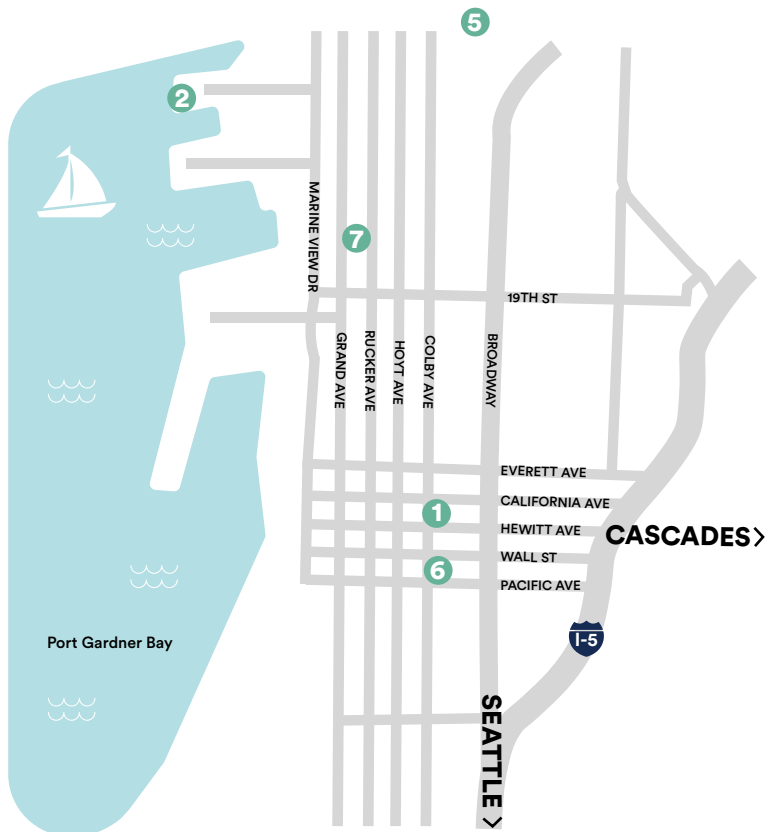 5
2
MARINE VIEW DR
7
19TH ST
GRAND AVE
RUCKER AVE
HOYT AVE
COLBY AVE
BROADWAY
EVERETT AVE
CALIFORNIA AVE
1
HEWITT AVE
CASCADES>
WALL ST
6
PACIFIC AVE
I-5
Port Gardner Bay
SEATTLE >